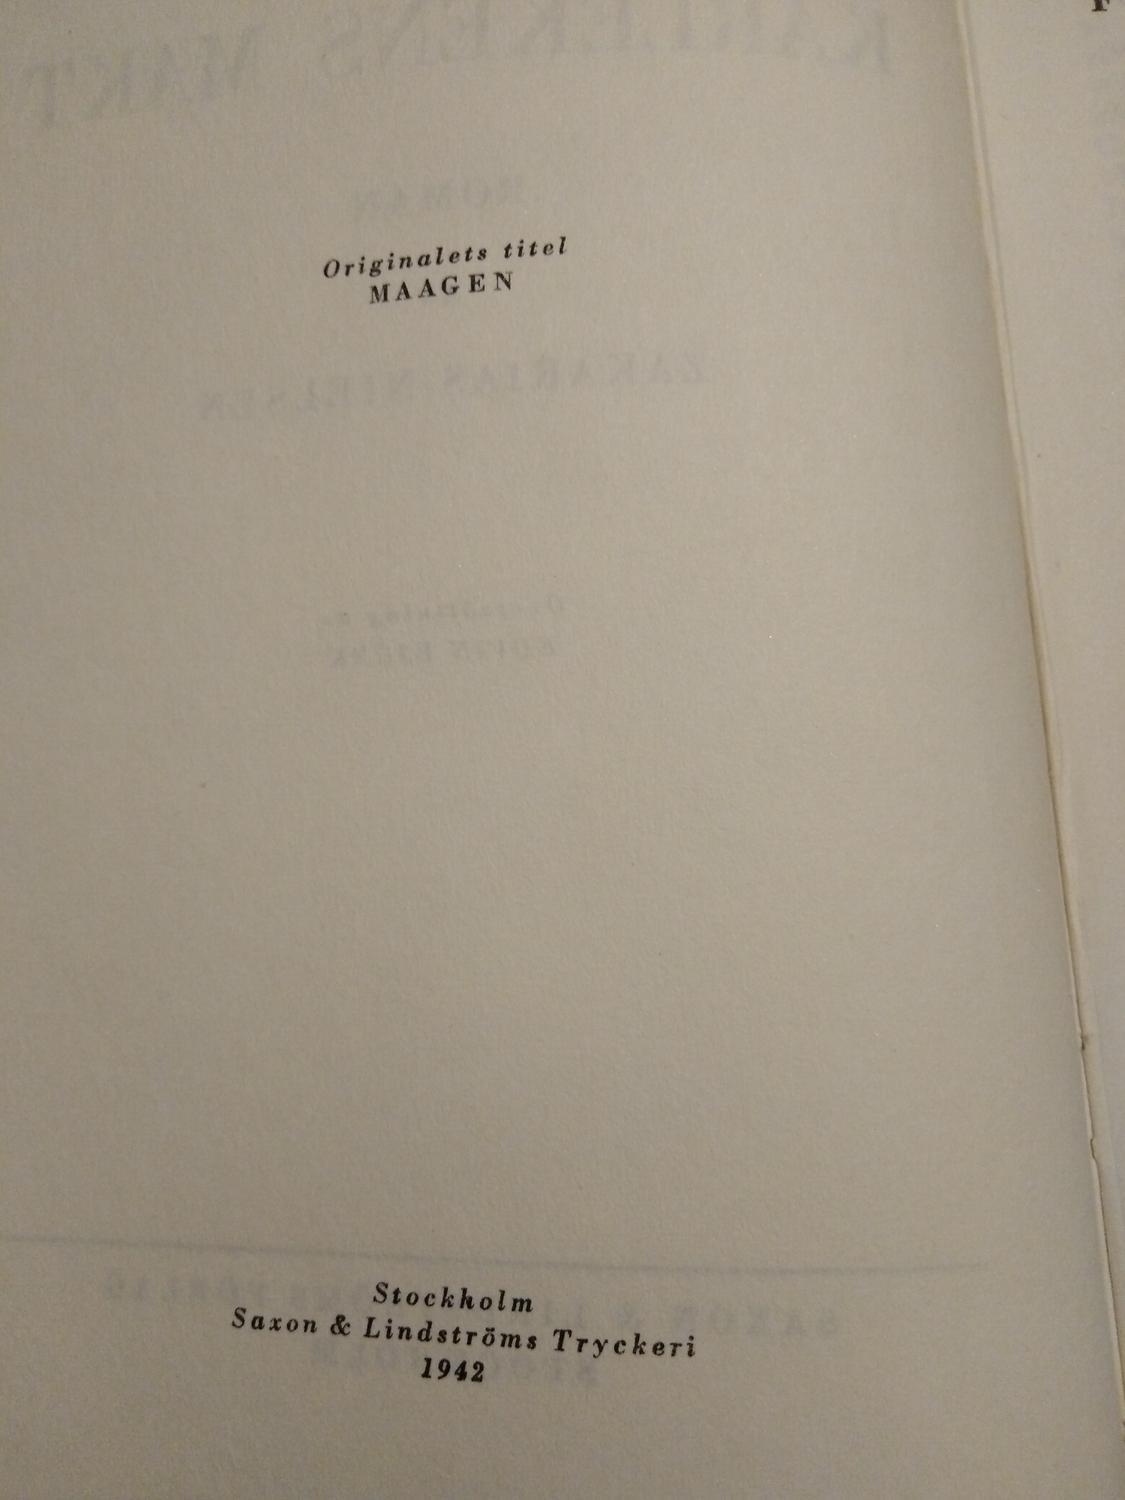 Originalets titel
MAAGEN
Stockholm
Saxon & Lindströms Tryckeri
1942